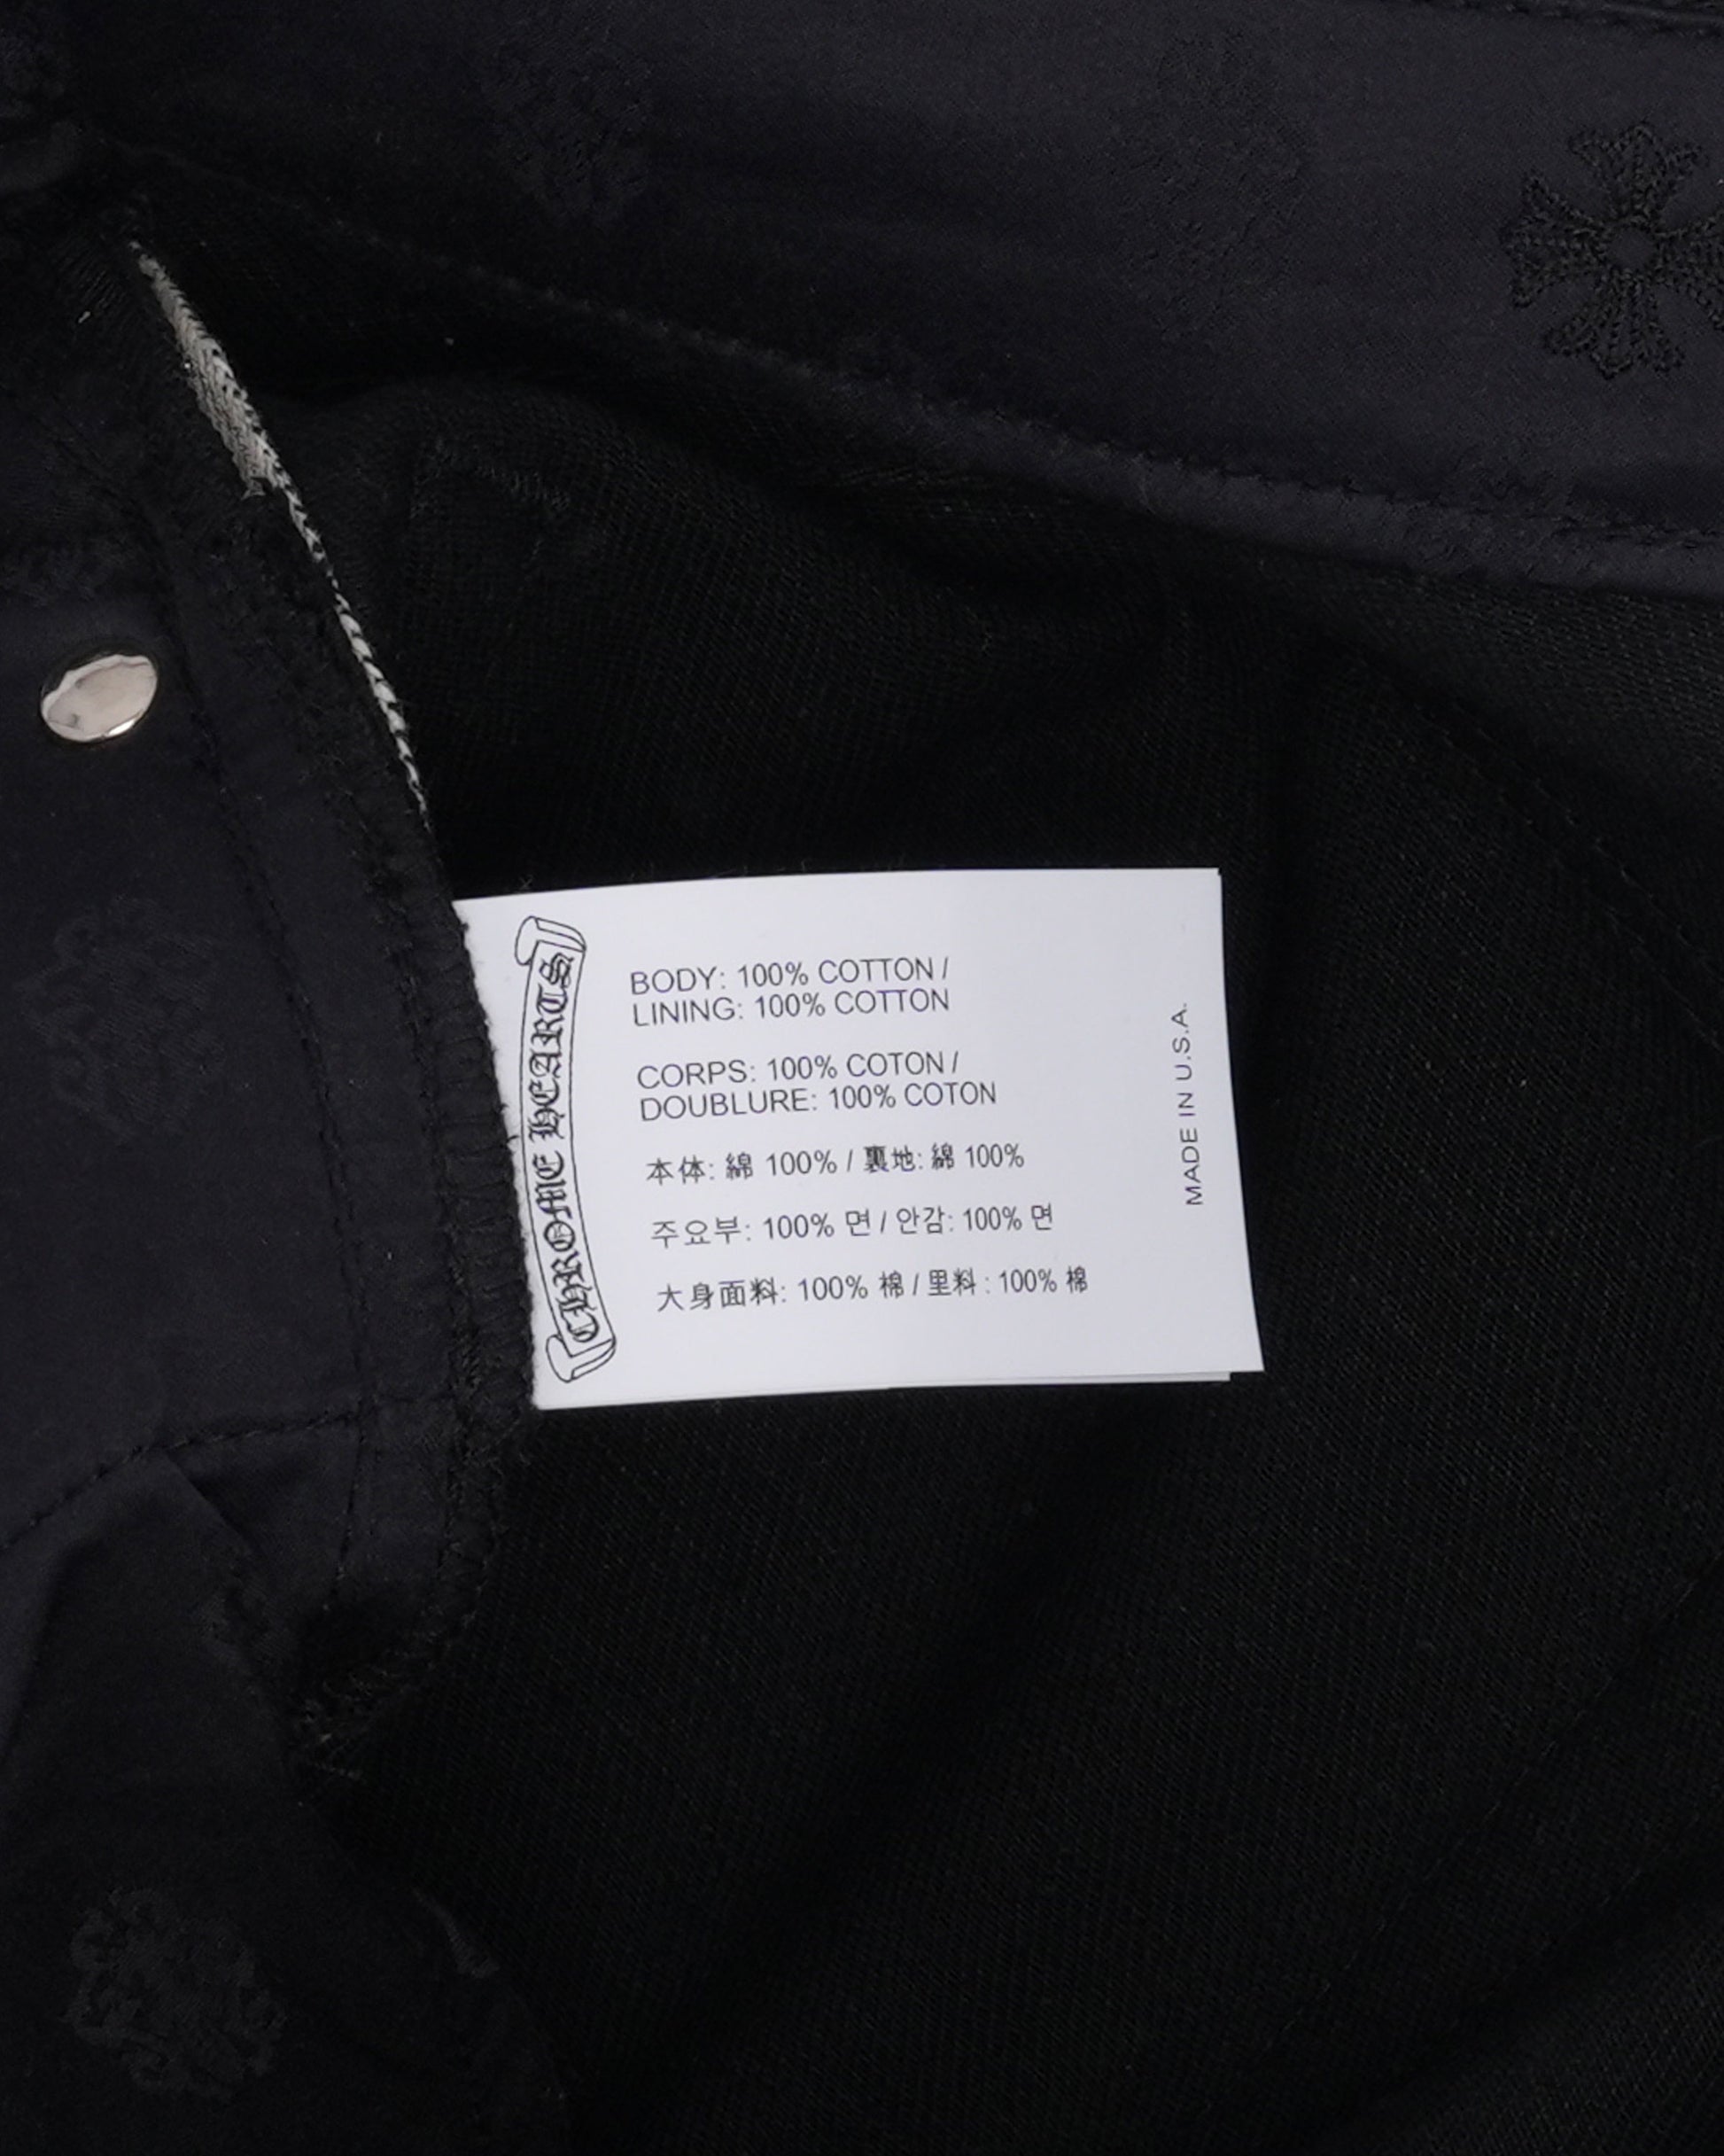 CHROME HEARTS
BODY: 100% COTTON /
LINING: 100% COTTON
CORPS: 100% COTON /
DOUBLURE: 100% COTON
本体: 綿 100% / 裏地: 綿 100%
주요부: 100% 면 / 안감: 100% 면
大身面料: 100% 棉 / 里料 : 100% 棉
MADE IN U.S.A.